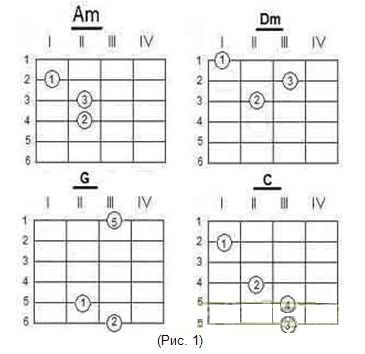 Am
I II III IV
1
2 1
3 3
4 2
5
6
Dm
I II III IV
1 1
2 3
3 2
4
5
6
G
I II III IV
1 5
2
3
4
5 1
6 2
C
I II III IV
1
2 1
3
4 2
5 4
5 3
(Рис. 1)